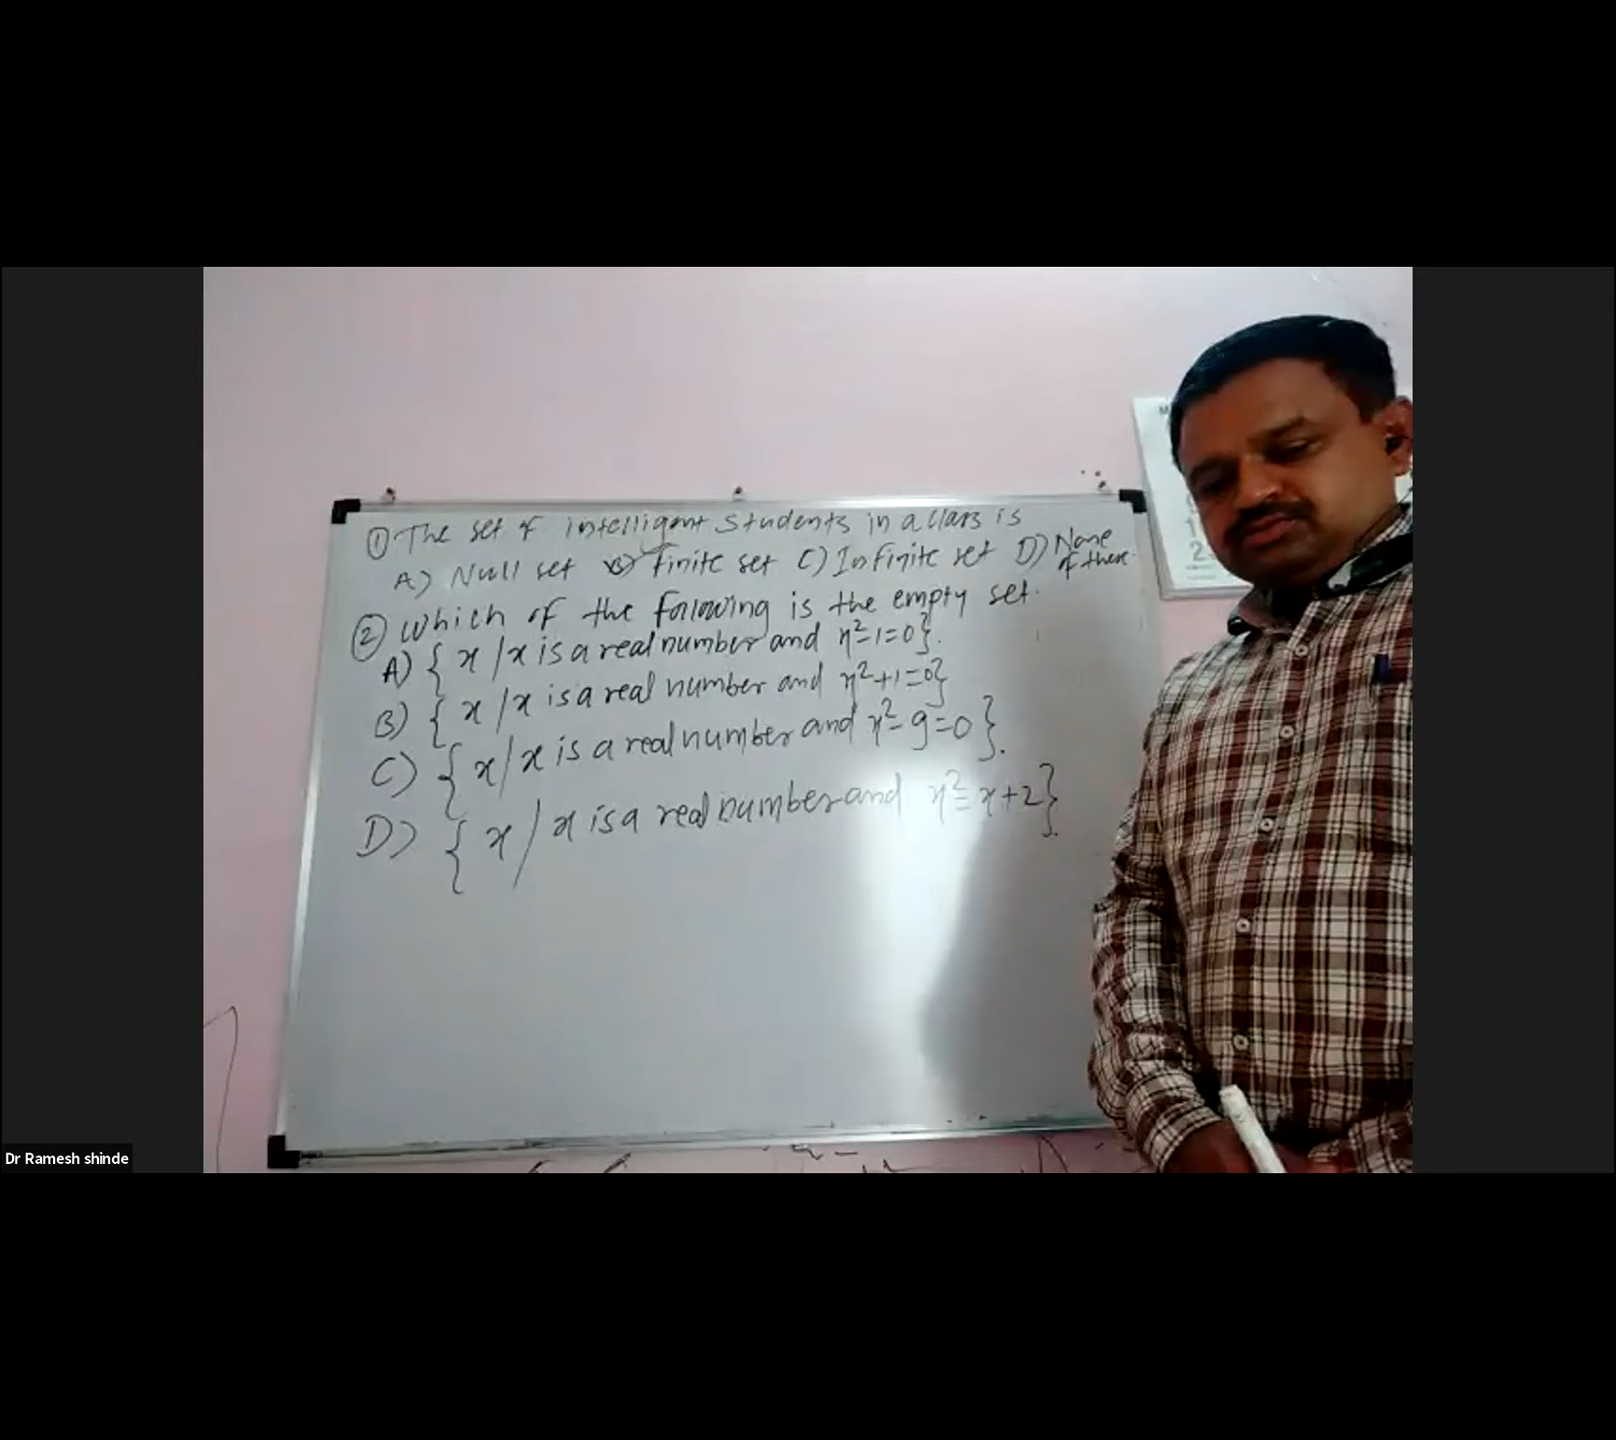 ① The set of intelligent students in a class is
A) Null set B) finite set C) Infinite set D) None of these.
② Which of the following is the empty set.
A) { x / x is a real number and x²-1=0}.
B) { x / x is a real number and x²+1=0}
C) { x / x is a real number and x²-9=0}.
D) { x / x is a real number and x²=x+2}.
Dr Ramesh shinde